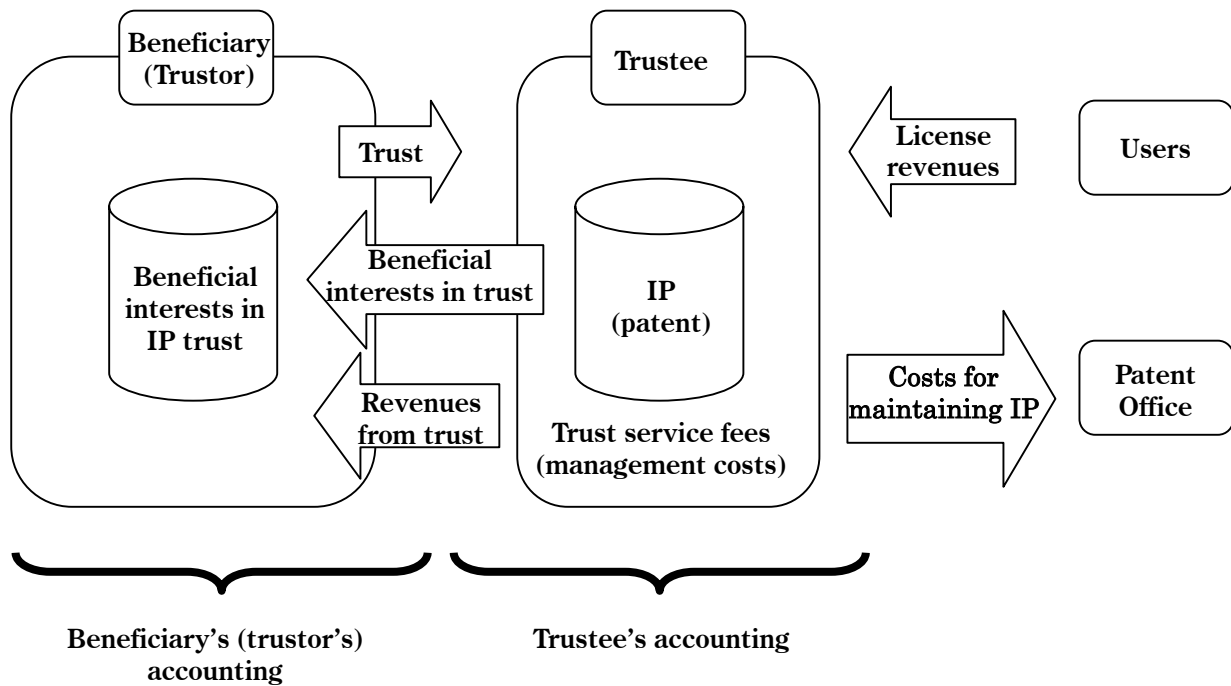 Beneficiary
(Trustor)
Trustee
Trust
License
revenues
Users
Beneficial
interests in
IP trust
Beneficial
interests in trust
IP
(patent)
Revenues
from trust
Costs for
maintaining IP
Patent
Office
Trust service fees
(management costs)
Beneficiary’s (trustor’s)
accounting
Trustee’s accounting